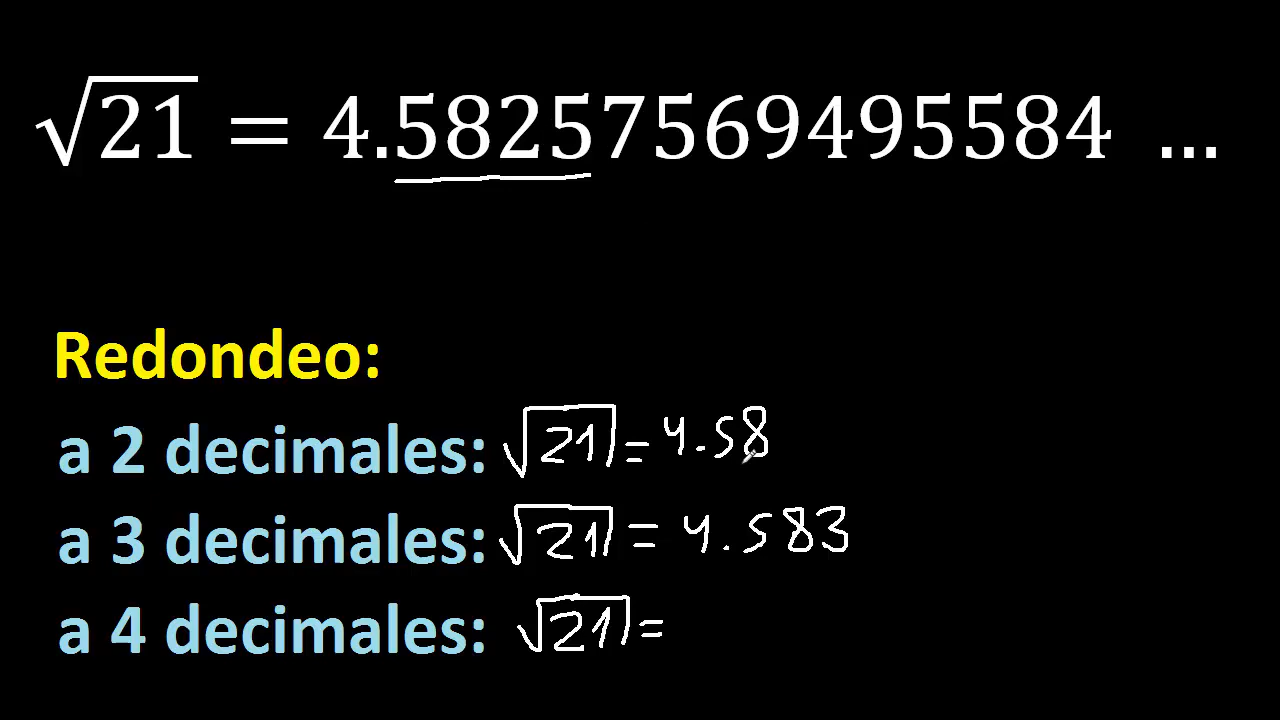 √21 = 4.58257569495584 ...
Redondeo:
a 2 decimales: √21 = 4.58
a 3 decimales: √21 = 4.583
a 4 decimales: √21 =